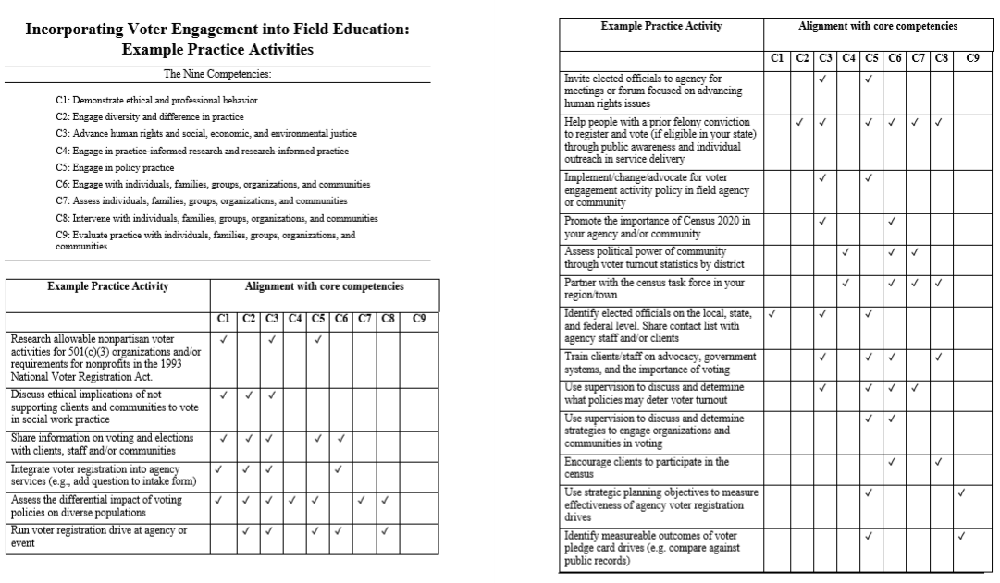 Incorporating Voter Engagement into Field Education:
Example Practice Activities
The Nine Competencies:
C1: Demonstrate ethical and professional behavior
C2: Engage diversity and difference in practice
C3: Advance human rights and social, economic, and environmental justice
C4: Engage in practice-informed research and research-informed practice
C5: Engage in policy practice
C6: Engage with individuals, families, groups, organizations, and communities
C7: Assess individuals, families, groups, organizations, and communities
C8: Intervene with individuals, families, groups, organizations, and communities
C9: Evaluate practice with individuals, families, groups, organizations, and
communities
Example Practice Activity Alignment with core competencies
C1 C2 C3 C4 C5 C6 C7 C8 C9
Research allowable nonpartisan voter ✓ ✓ ✓
activities for 501(c)(3) organizations and/or
requirements for nonprofits in the 1993
National Voter Registration Act.
Discuss ethical implications of not ✓ ✓ ✓
supporting clients and communities to vote
in social work practice
Share information on voting and elections ✓ ✓ ✓ ✓ ✓
with clients, staff and/or communities
Integrate voter registration into agency ✓ ✓ ✓ ✓
services (e.g., add question to intake form)
Assess the differential impact of voting ✓ ✓ ✓ ✓ ✓ ✓ ✓
policies on diverse populations
Run voter registration drive at agency or ✓ ✓ ✓ ✓ ✓
event
Example Practice Activity Alignment with core competencies
C1 C2 C3 C4 C5 C6 C7 C8 C9
Invite elected officials to agency for ✓ ✓
meetings or forum focused on advancing
human rights issues
Help people with a prior felony conviction ✓ ✓ ✓ ✓ ✓ ✓
to register and vote (if eligible in your state)
through public awareness and individual
outreach in service delivery
Implement/change/advocate for voter ✓ ✓
engagement activity policy in field agency
or community
Promote the importance of Census 2020 in ✓ ✓
your agency and/or community
Assess political power of community ✓ ✓ ✓
through voter turnout statistics by district
Partner with the census task force in your ✓ ✓ ✓ ✓
region/town
Identify elected officials on the local, state, ✓ ✓ ✓
and federal level. Share contact list with
agency staff and/or clients
Train clients/staff on advocacy, government ✓ ✓ ✓ ✓
systems, and the importance of voting
Use supervision to discuss and determine ✓ ✓ ✓ ✓
what policies may deter voter turnout
Use supervision to discuss and determine ✓ ✓
strategies to engage organizations and
communities in voting
Encourage clients to participate in the ✓ ✓
census
Use strategic planning objectives to measure ✓ ✓
effectiveness of agency voter registration
drives
Identify measureable outcomes of voter ✓ ✓
pledge card drives (e.g. compare against
public records)